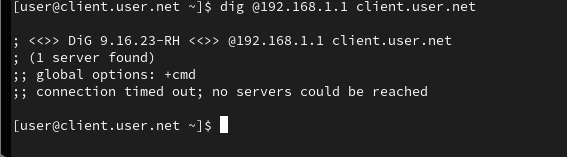 [user@client.user.net ~]$ dig @192.168.1.1 client.user.net
; <<>> DiG 9.16.23-RH <<>> @192.168.1.1 client.user.net
; (1 server found)
;; global options: +cmd
;; connection timed out; no servers could be reached
[user@client.user.net ~]$